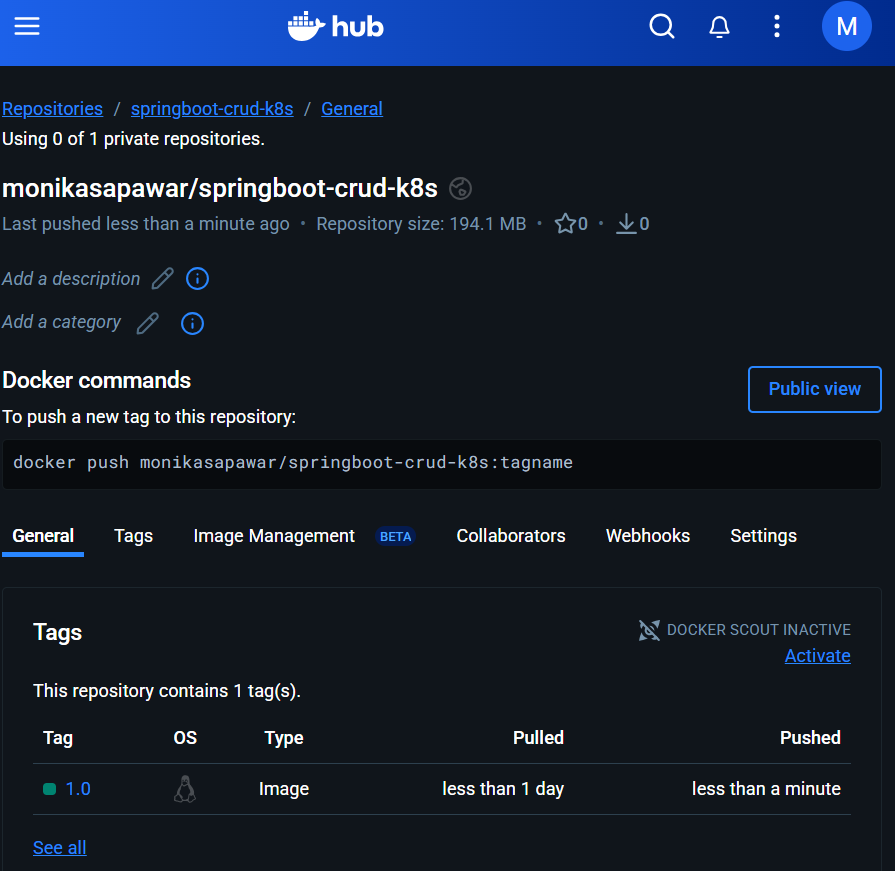 hub
M
Repositories / springboot-crud-k8s / General
Using 0 of 1 private repositories.
monikasapawar/springboot-crud-k8s
Last pushed less than a minute ago • Repository size: 194.1 MB • 0 • 0
Add a description
Add a category
Docker commands
Public view
To push a new tag to this repository:
docker push monikasapawar/springboot-crud-k8s:tagname
General Tags Image Management BETA Collaborators Webhooks Settings
Tags
DOCKER SCOUT INACTIVE
Activate
This repository contains 1 tag(s).
Tag OS Type Pulled Pushed
1.0 Image less than 1 day less than a minute
See all